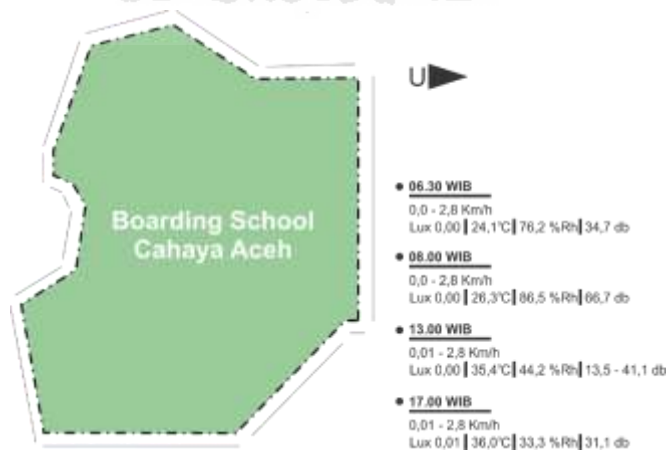 Boarding School
Cahaya Aceh
U
06.30 WIB
0,0 - 2,8 Km/h
Lux 0,00 | 24,1°C | 76,2 %Rh | 34,7 db
08.00 WIB
0,0 - 2,8 Km/h
Lux 0,00 | 26,3°C | 86,5 %Rh | 66,7 db
13.00 WIB
0,01 - 2,8 Km/h
Lux 0,00 | 35,4°C | 44,2 %Rh | 13,5 - 41,1 db
17.00 WIB
0,01 - 2,8 Km/h
Lux 0,01 | 36,0°C | 33,3 %Rh | 31,1 db